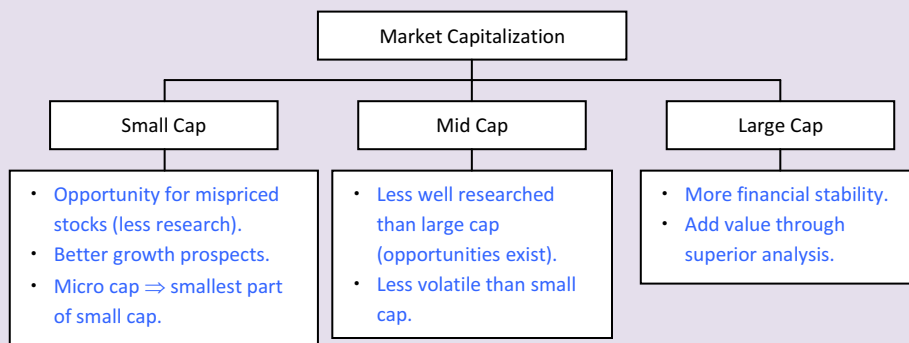 Market Capitalization
Small Cap
Mid Cap
Large Cap
• Opportunity for mispriced
stocks (less research).
• Better growth prospects.
• Micro cap ⇒ smallest part
of small cap.
• Less well researched
than large cap
(opportunities exist).
• Less volatile than small
cap.
• More financial stability.
• Add value through
superior analysis.